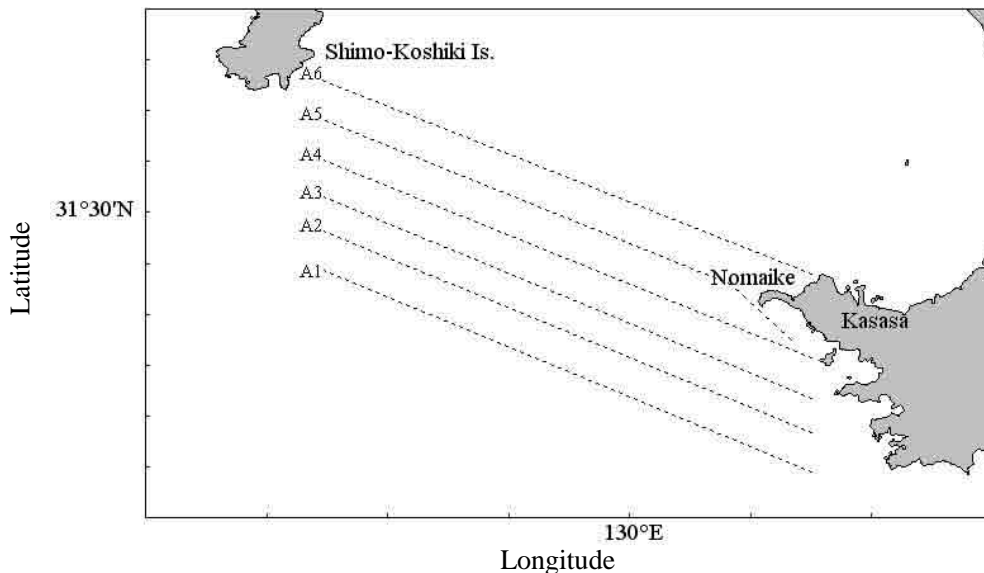 Shimo-Koshiki Is.
A6
A5
A4
A3
31°30'N
A2
A1
Nomaike
Kasasa
Latitude
130°E
Longitude